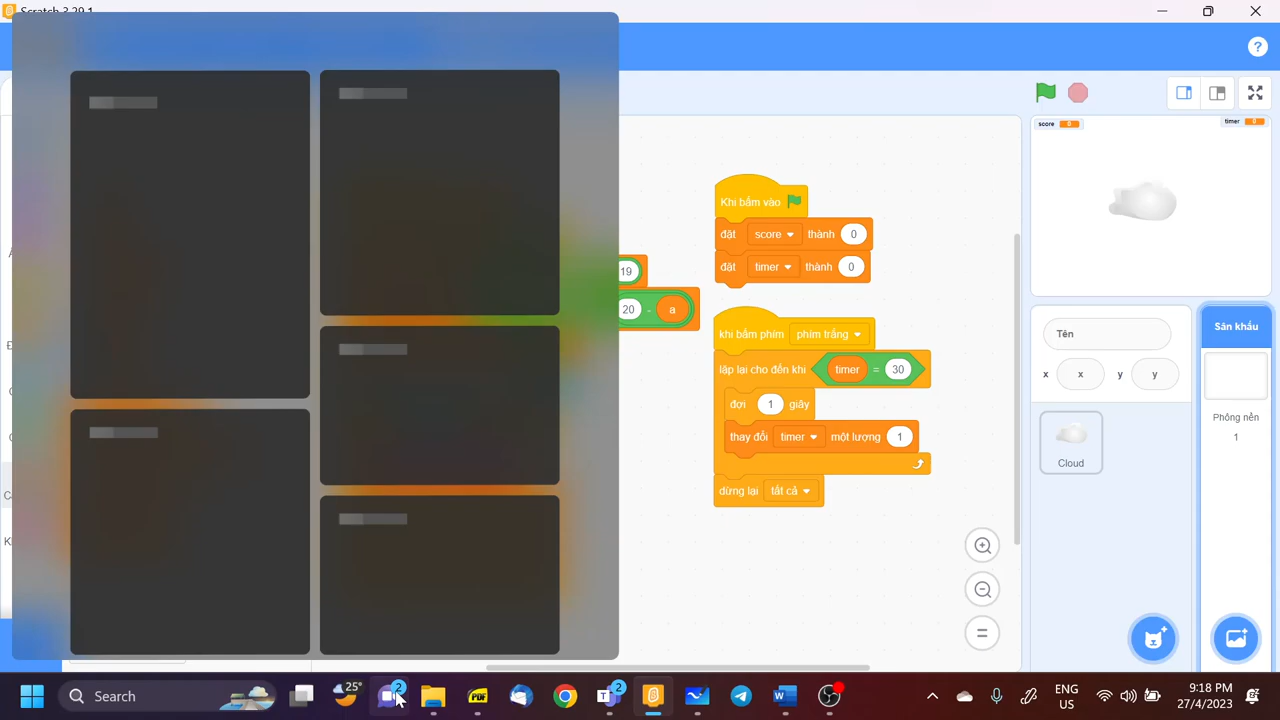 Scratch 3.29.1
score 0
timer 0
Khi bấm vào
đặt score thành 0
đặt timer thành 0
19
20 - a
khi bấm phím phím trắng
lặp lại cho đến khi timer = 30
đợi 1 giây
thay đổi timer một lượng 1
dừng lại tất cả
Tên
x x y y
Cloud
Sân khấu
Phông nền
1
Search
25°
2
2
ENG
US
9:18 PM
27/4/2023